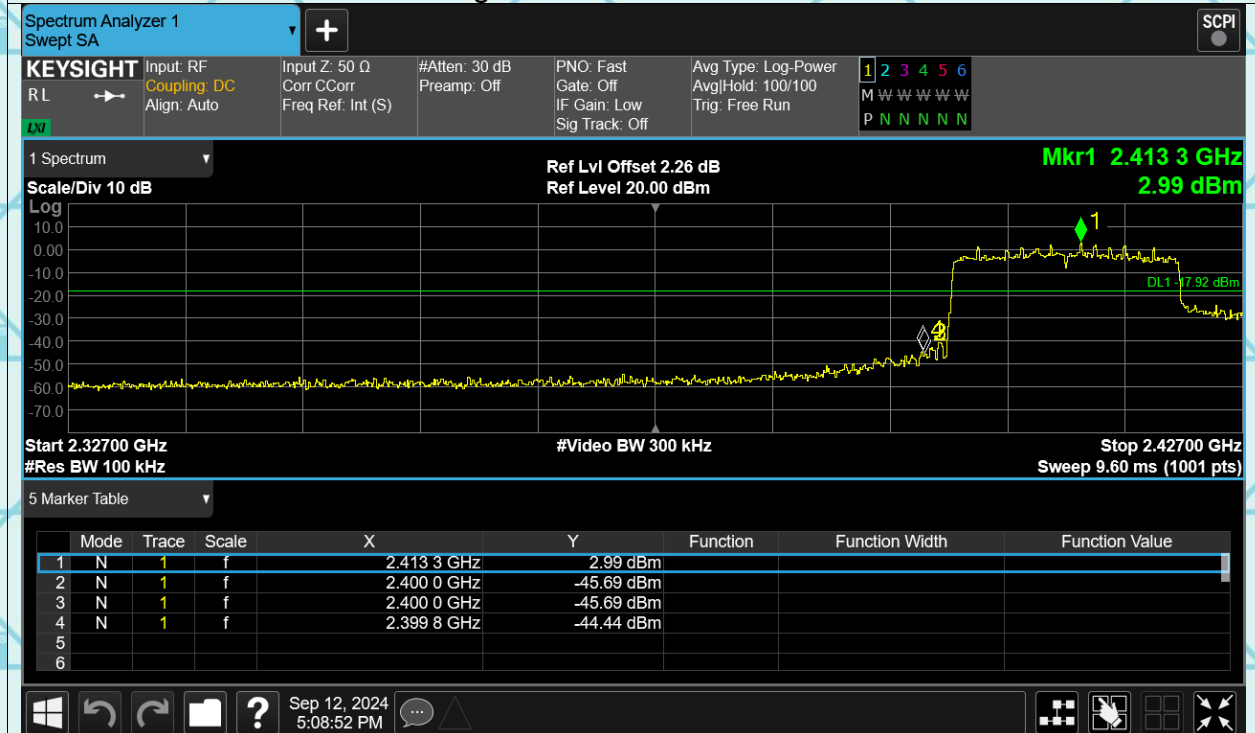 Spectrum Analyzer 1
Swept SA
SCPI
KEYSIGHT
RL
LXI
Input: RF
Coupling: DC
Align: Auto
Input Z: 50 Ω
Corr CCorr
Freq Ref: Int (S)
#Atten: 30 dB
Preamp: Off
PNO: Fast
Gate: Off
IF Gain: Low
Sig Track: Off
Avg Type: Log-Power
Avg|Hold: 100/100
Trig: Free Run
1 2 3 4 5 6
M W W W W W W
P N N N N N N
1 Spectrum
Scale/Div 10 dB
Ref Lvl Offset 2.26 dB
Ref Level 20.00 dBm
Mkr1 2.413 3 GHz
2.99 dBm
Log
10.0
0.00
-10.0
-20.0
-30.0
-40.0
-50.0
-60.0
-70.0
1
DL1 -17.92 dBm
Start 2.32700 GHz
#Video BW 300 kHz
Stop 2.42700 GHz
#Res BW 100 kHz
Sweep 9.60 ms (1001 pts)
5 Marker Table
Mode Trace Scale X Y Function Function Width Function Value
1 N 1 f 2.413 3 GHz 2.99 dBm
2 N 1 f 2.400 0 GHz -45.69 dBm
3 N 1 f 2.400 0 GHz -45.69 dBm
4 N 1 f 2.399 8 GHz -44.44 dBm
5
6
?
Sep 12, 2024
5:08:52 PM